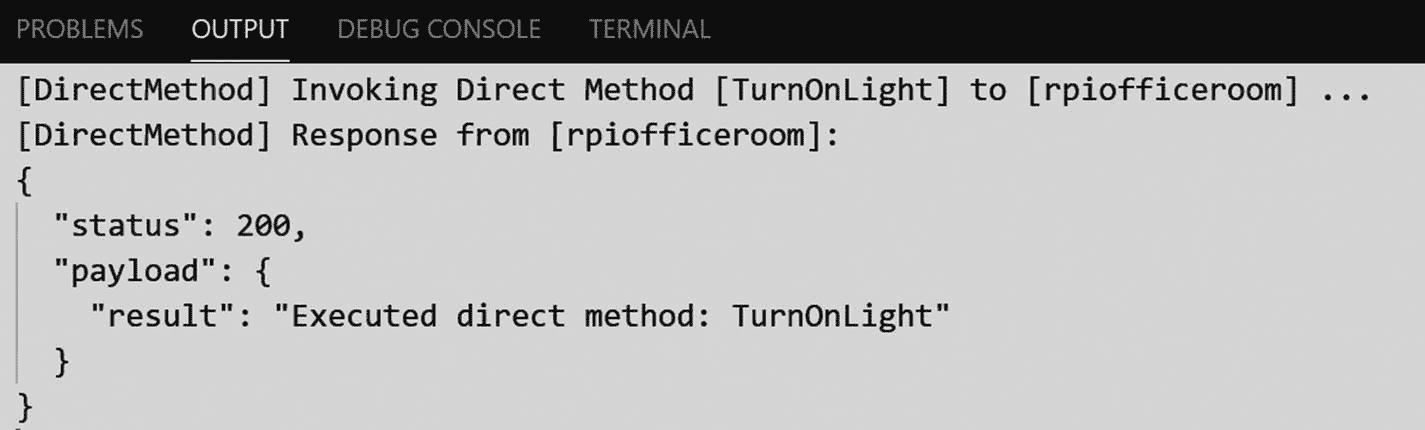 PROBLEMS OUTPUT DEBUG CONSOLE TERMINAL
[DirectMethod] Invoking Direct Method [TurnOnLight] to [rpiofficeroom] ...
[DirectMethod] Response from [rpiofficeroom]:
{
  "status": 200,
  "payload": {
    "result": "Executed direct method: TurnOnLight"
  }
}